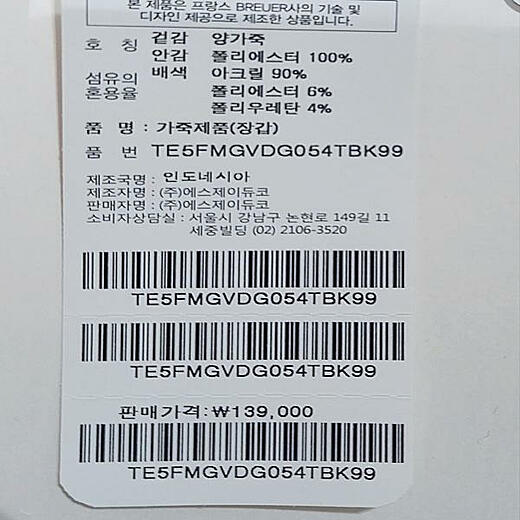 본 제품은 프랑스 BREUER사의 기술 및
디자인 제공으로 제조한 상품입니다.
호 칭 겉감 양가죽
안감 폴리에스터 100%
섬유의 배색 아크릴 90%
혼용율 폴리에스터 6%
폴리우레탄 4%
품 명 : 가죽제품(장갑)
품 번 TE5FMGVDG054TBK99
제조국명 : 인도네시아
제조자명 : (주)에스제이듀코
판매자명 : (주)에스제이듀코
소비자상담실 : 서울시 강남구 논현로 149길 11
세중빌딩 (02) 2106-3520
TE5FMGVDG054TBK99
TE5FMGVDG054TBK99
판매가격:₩139,000
TE5FMGVDG054TBK99